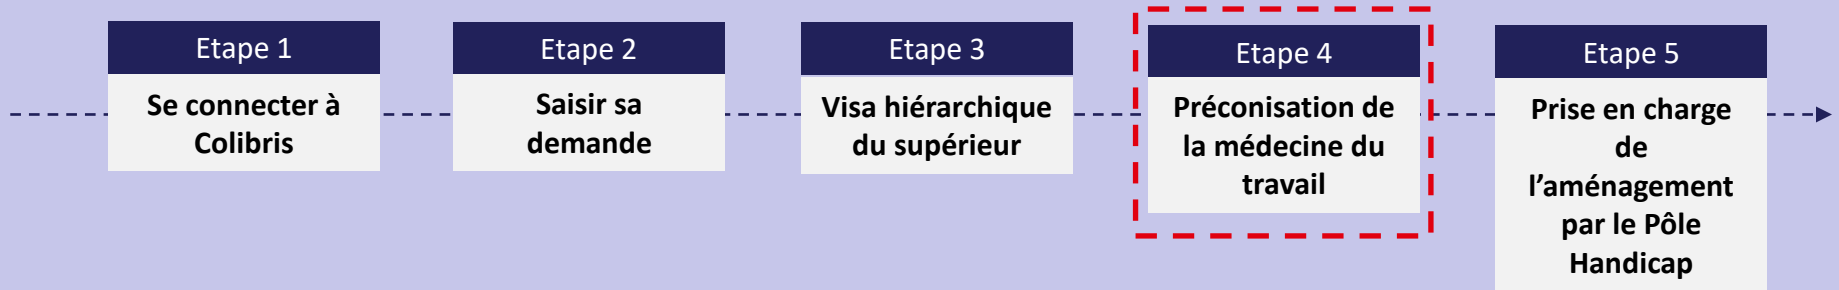 Etape 1
Se connecter à
Colibris
Etape 2
Saisir sa
demande
Etape 3
Visa hiérarchique
du supérieur
Etape 4
Préconisation de
la médecine du
travail
Etape 5
Prise en charge
de
l’aménagement
par le Pôle
Handicap